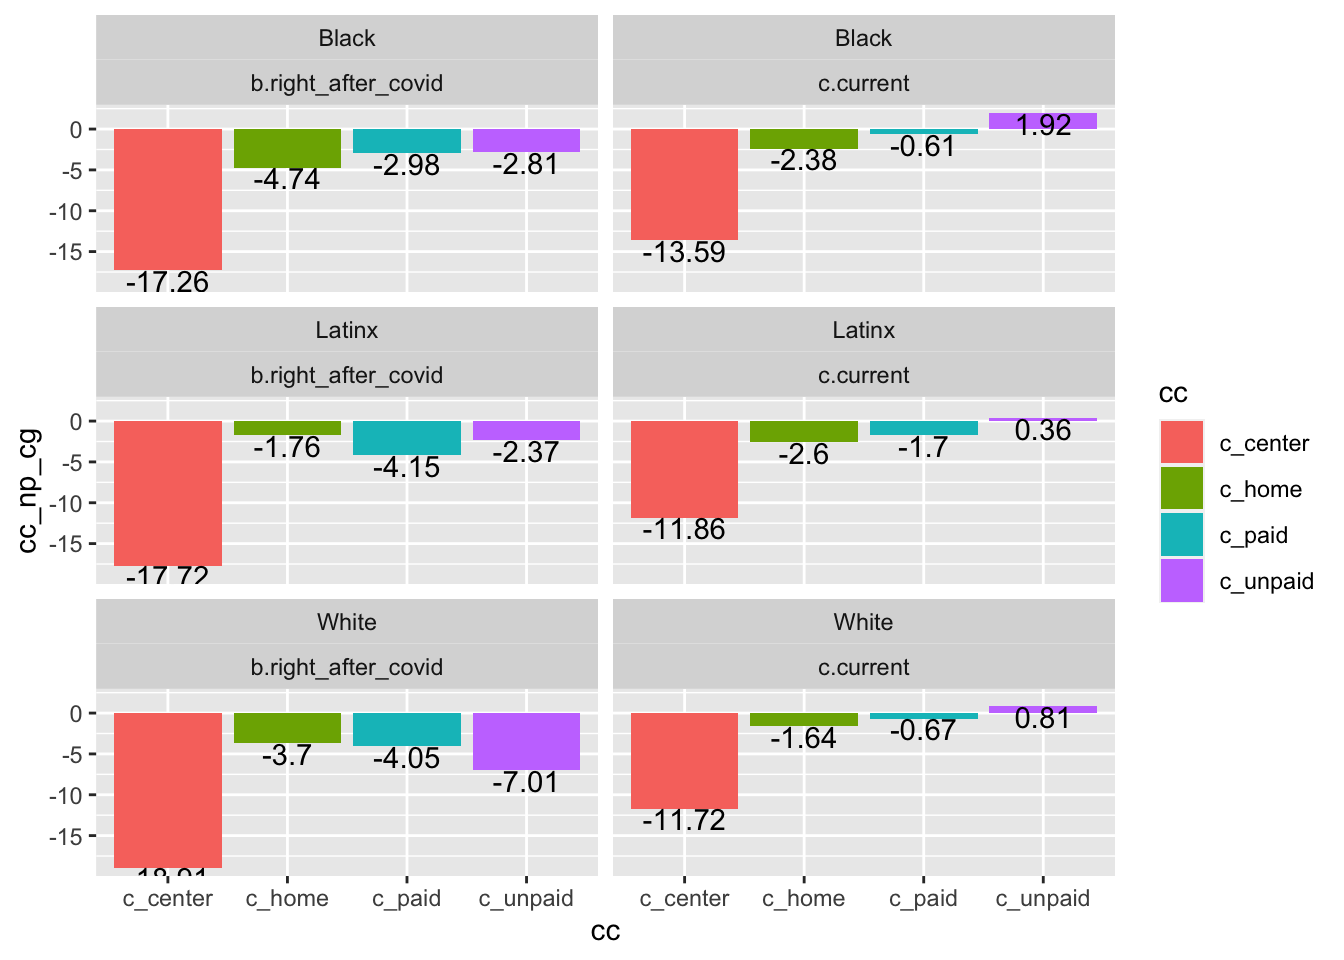 Black
Black
b.right_after_covid
c.current
0
-5
-10
-15
-17.26
-4.74
-2.98
-2.81
-13.59
-2.38
-0.61
1.92
Latinx
Latinx
b.right_after_covid
c.current
0
-5
-10
-15
-17.72
-1.76
-4.15
-2.37
-11.86
-2.6
-1.7
0.36
White
White
b.right_after_covid
c.current
0
-5
-10
-15
-3.7
-4.05
-7.01
-11.72
-1.64
-0.67
0.81
c_center
c_home
c_paid
c_unpaid
c_center
c_home
c_paid
c_unpaid
cc
cc_np_cg
cc
c_center
c_home
c_paid
c_unpaid